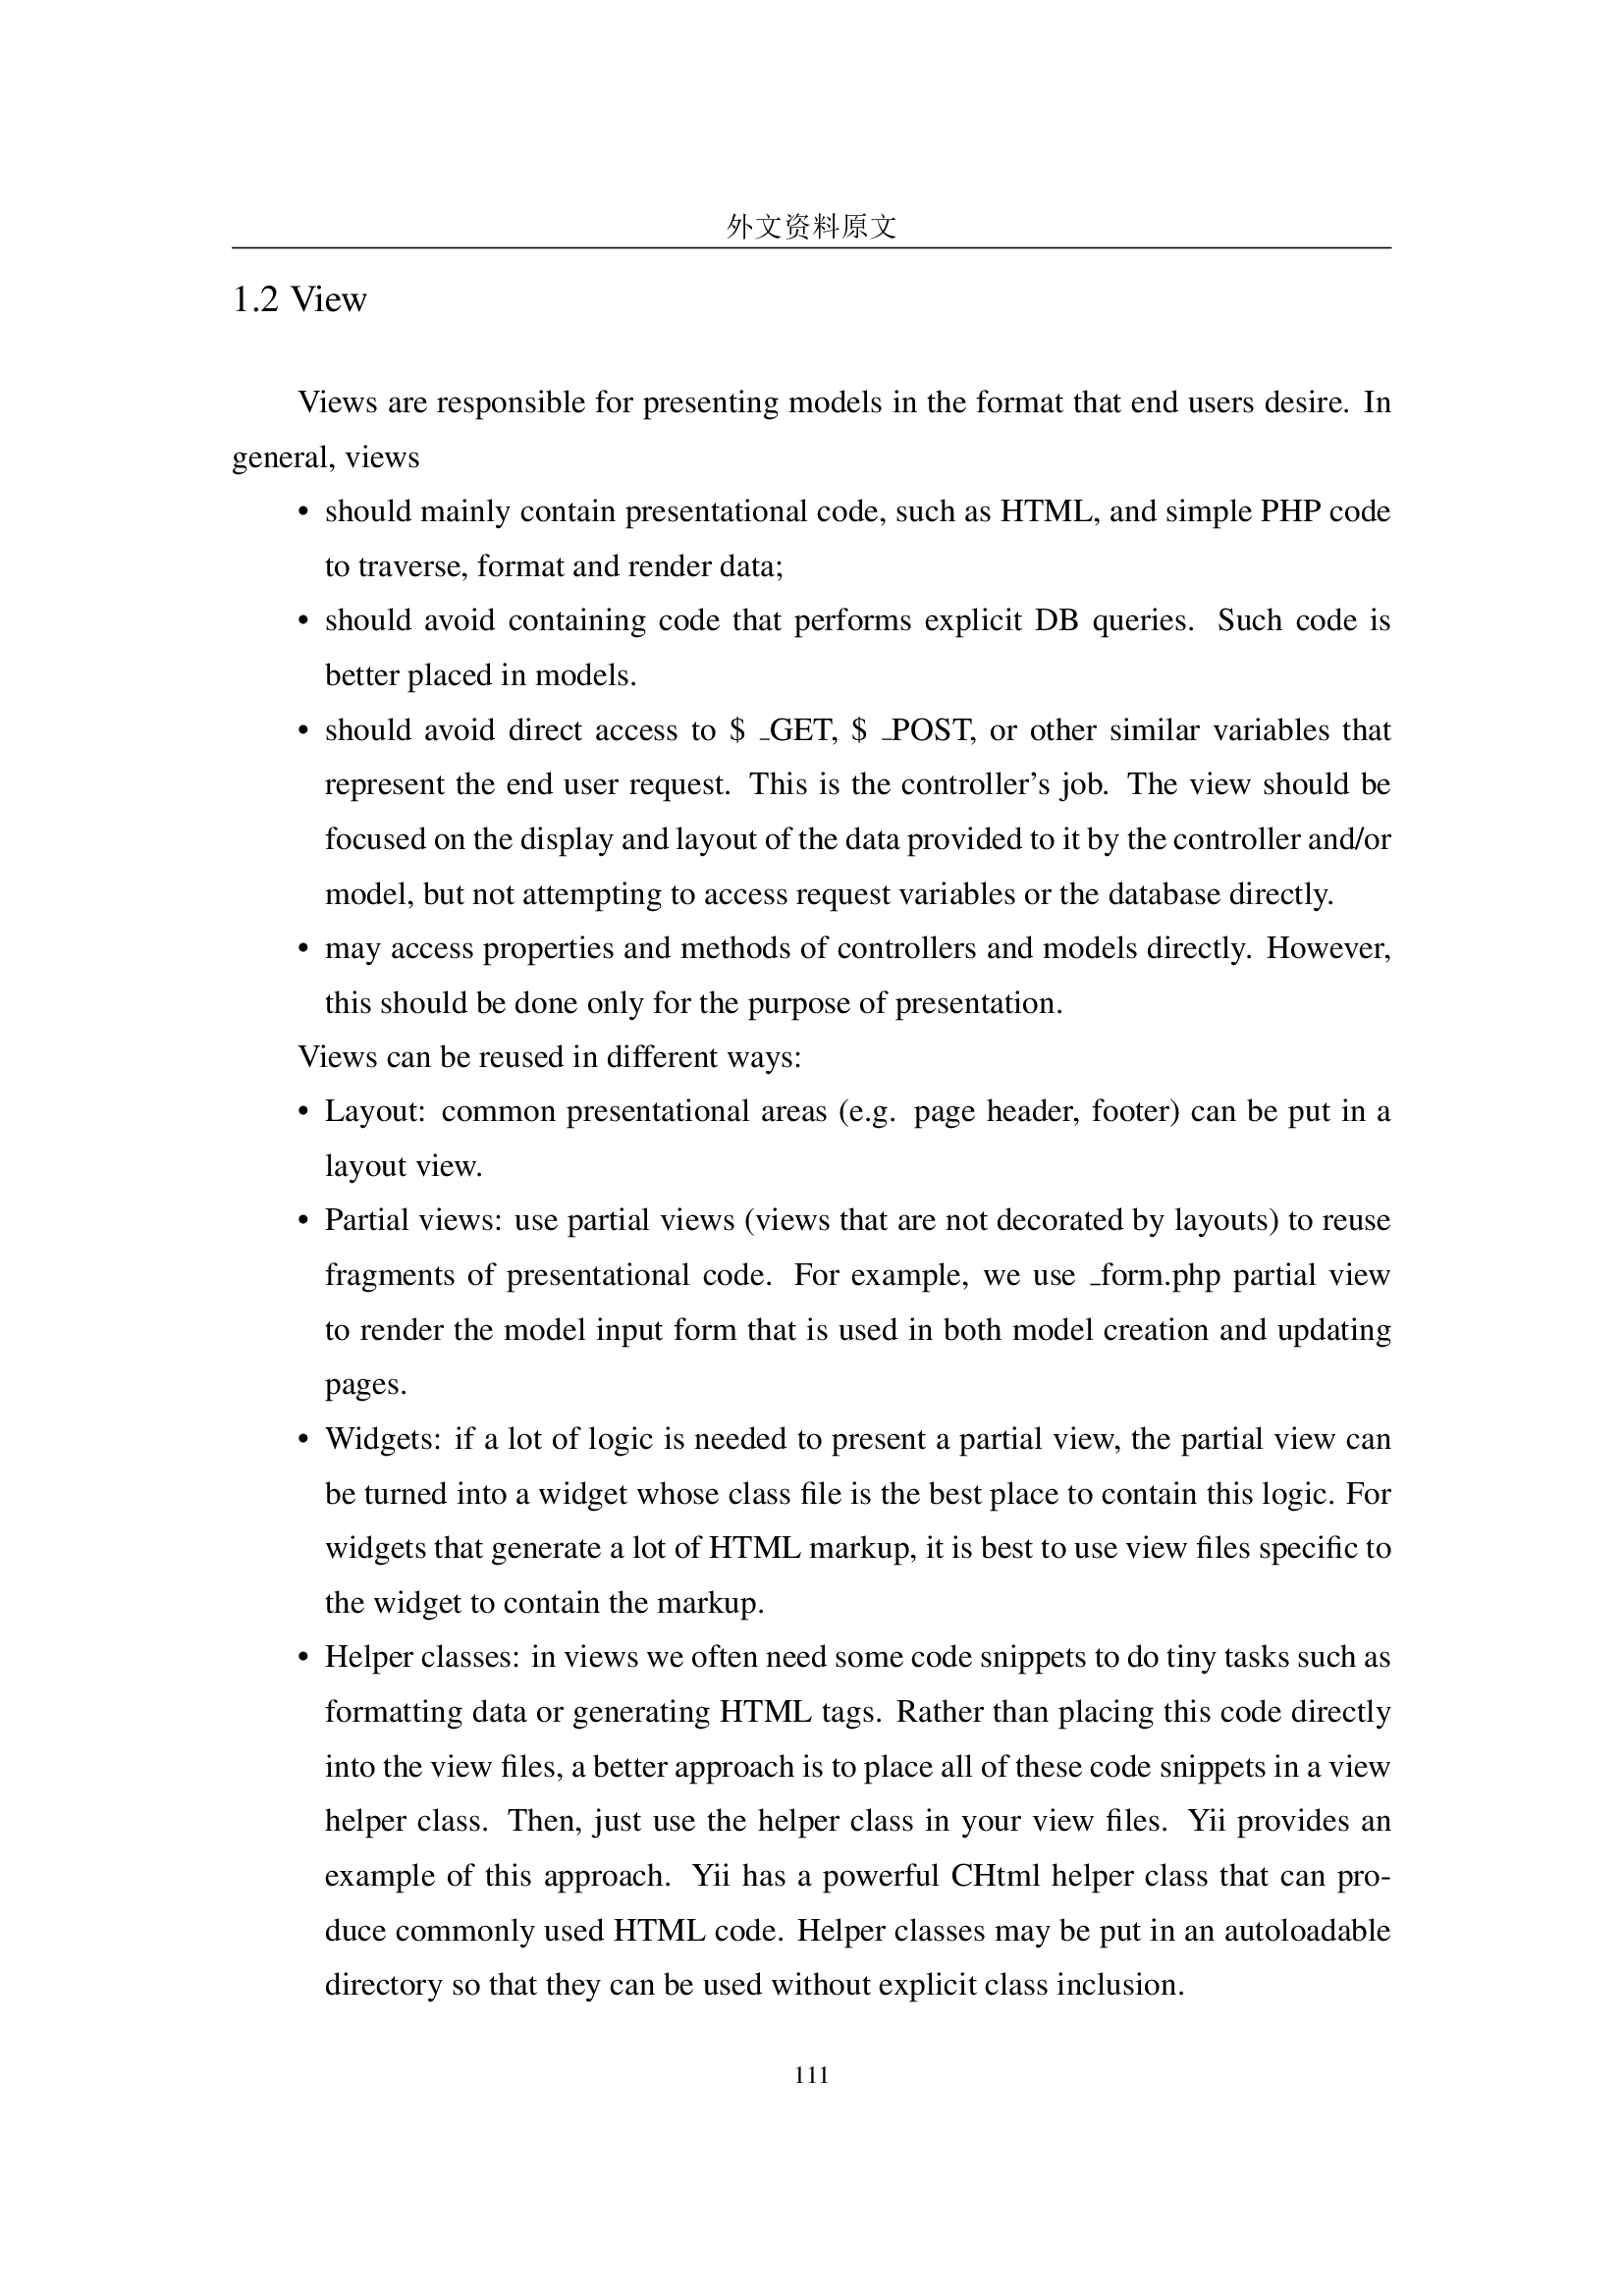 外文资料原文
1.2 View
Views are responsible for presenting models in the format that end users desire. In
general, views
• should mainly contain presentational code, such as HTML, and simple PHP code
to traverse, format and render data;
• should avoid containing code that performs explicit DB queries. Such code is
better placed in models.
• should avoid direct access to $ _GET, $ _POST, or other similar variables that
represent the end user request. This is the controller’s job. The view should be
focused on the display and layout of the data provided to it by the controller and/or
model, but not attempting to access request variables or the database directly.
• may access properties and methods of controllers and models directly. However,
this should be done only for the purpose of presentation.
Views can be reused in different ways:
• Layout: common presentational areas (e.g. page header, footer) can be put in a
layout view.
• Partial views: use partial views (views that are not decorated by layouts) to reuse
fragments of presentational code. For example, we use _form.php partial view
to render the model input form that is used in both model creation and updating
pages.
• Widgets: if a lot of logic is needed to present a partial view, the partial view can
be turned into a widget whose class file is the best place to contain this logic. For
widgets that generate a lot of HTML markup, it is best to use view files specific to
the widget to contain the markup.
• Helper classes: in views we often need some code snippets to do tiny tasks such as
formatting data or generating HTML tags. Rather than placing this code directly
into the view files, a better approach is to place all of these code snippets in a view
helper class. Then, just use the helper class in your view files. Yii provides an
example of this approach. Yii has a powerful CHtml helper class that can pro-
duce commonly used HTML code. Helper classes may be put in an autoloadable
directory so that they can be used without explicit class inclusion.
111